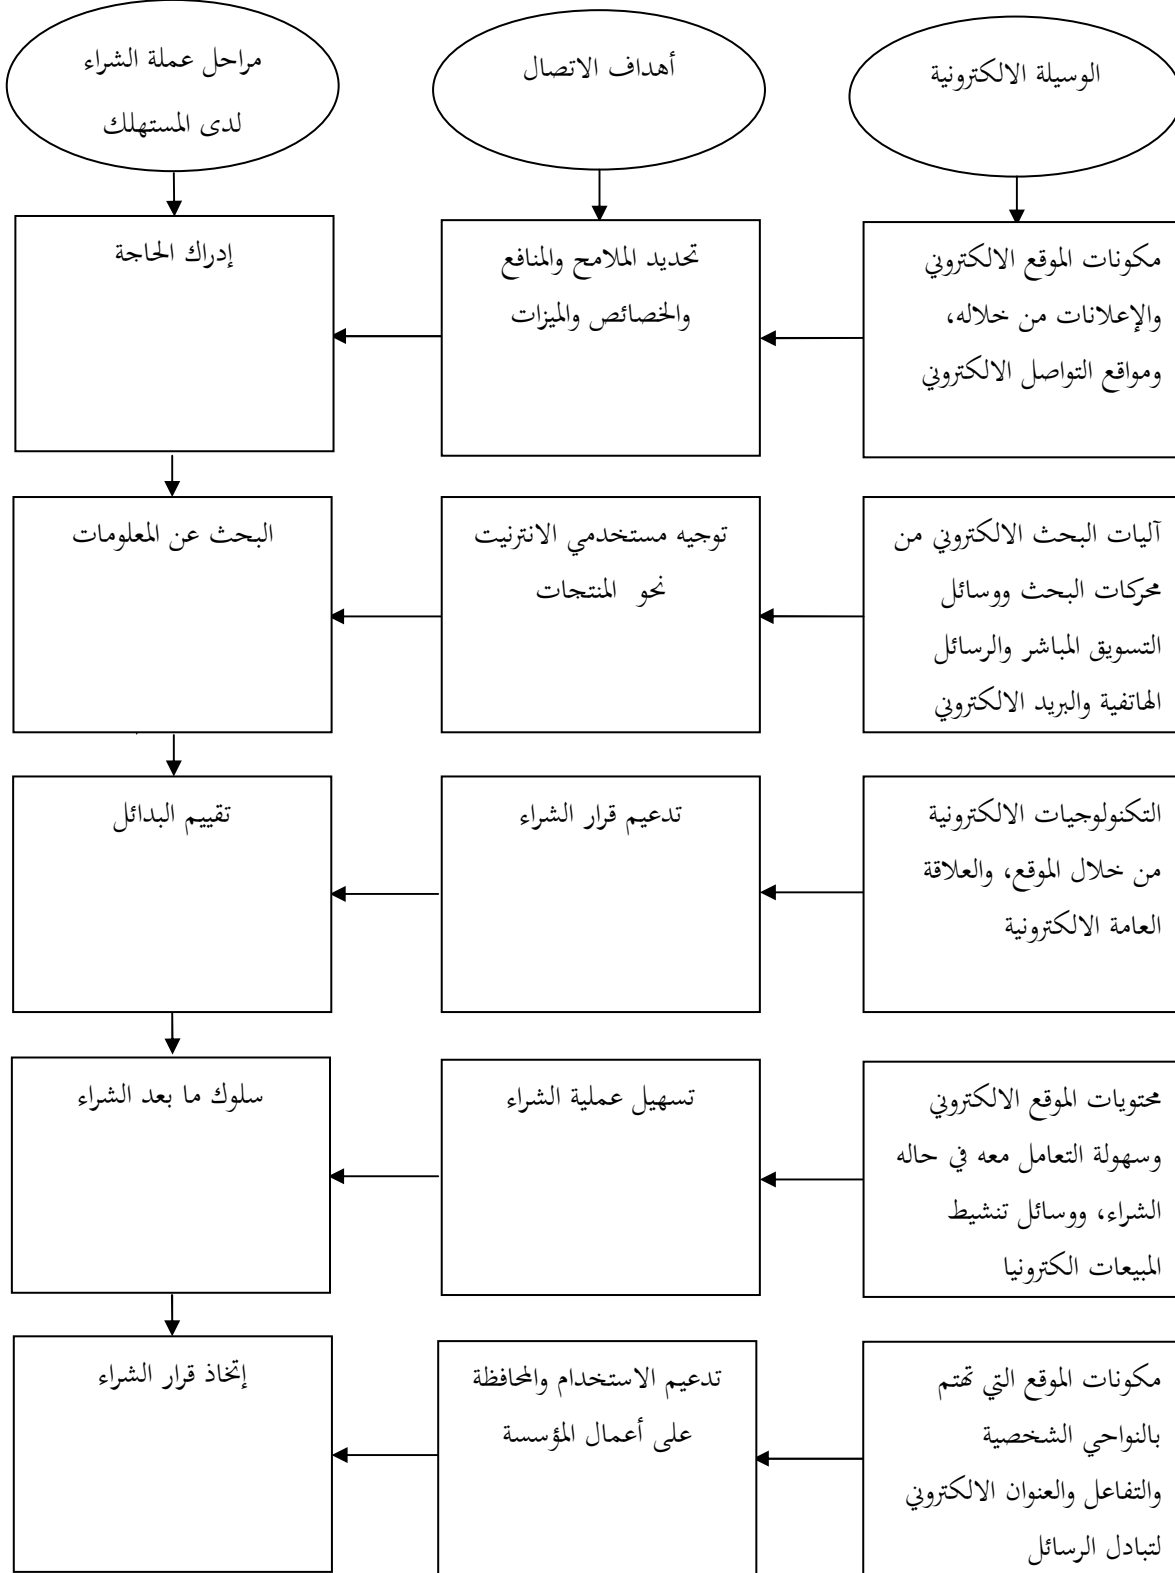 الوسيلة الالكترونية
أهداف الاتصال
مراحل عملة الشراء
لدى المستهلك
مكونات الموقع الالكتروني
والإعلانات من خلاله،
ومواقع التواصل الالكتروني
تحديد الملامح والمنافع
والخصائص والميزات
إدراك الحاجة
آليات البحث الالكتروني من
محركات البحث ووسائل
التسويق المباشر والرسائل
الهاتفية والبريد الالكتروني
توجيه مستخدمي الانترنيت
نحو المنتجات
البحث عن المعلومات
التكنولوجيات الالكترونية
من خلال الموقع، والعلاقة
العامة الالكترونية
تدعيم قرار الشراء
تقييم البدائل
محتويات الموقع الالكتروني
وسهولة التعامل معه في حاله
الشراء، ووسائل تنشيط
المبيعات الكترونيا
تسهيل عملية الشراء
سلوك ما بعد الشراء
مكونات الموقع التي تهتم
بالنواحي الشخصية
والتفاعل والعنوان الالكتروني
لتبادل الرسائل
تدعيم الاستخدام والمحافظة
على أعمال المؤسسة
إتخاذ قرار الشراء